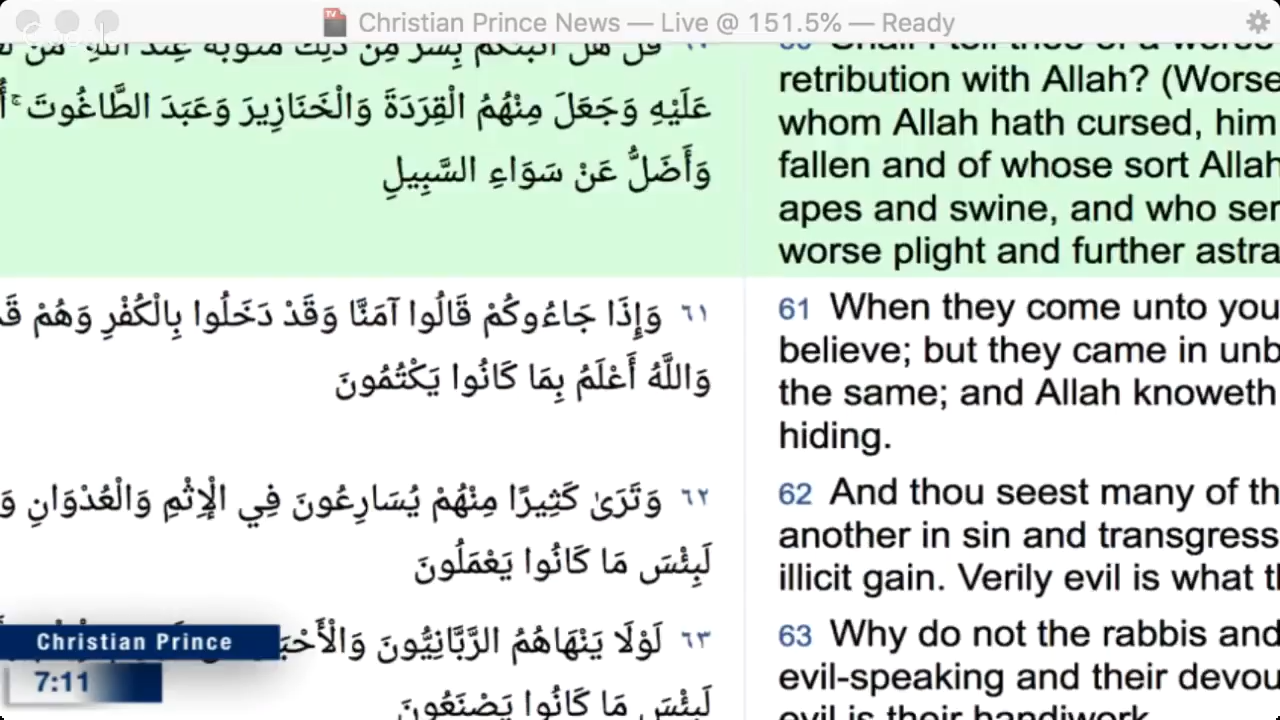 Christian Prince News — Live @ 151.5% — Ready
عَلَيْهِ وَجَعَلَ مِنْهُمُ الْقِرَدَةَ وَالْخَنَازِيرَ وَعَبَدَ الطَّاغُوتَ ۚ
وَأَضَلُّ عَنْ سَوَاءِ السَّبِيلِ
٦١ وَإِذَا جَاءُوكُمْ قَالُوا آمَنَّا وَقَدْ دَخَلُوا بِالْكُفْرِ وَهُمْ
وَاللَّهُ أَعْلَمُ بِمَا كَانُوا يَكْتُمُونَ
٦٢ وَتَرَىٰ كَثِيرًا مِنْهُمْ يُسَارِعُونَ فِي الْإِثْمِ وَالْعُدْوَانِ
لَبِئْسَ مَا كَانُوا يَعْمَلُونَ
٦٣ لَوْلَا يَنْهَاهُمُ الرَّبَّانِيُّونَ
لَبِئْسَ مَا كَانُوا يَصْنَعُونَ
retribution with Allah? (Worse
whom Allah hath cursed, him
fallen and of whose sort Allah
apes and swine, and who ser
worse plight and further astra
61 When they come unto you
believe; but they came in unb
the same; and Allah knoweth
hiding.
62 And thou seest many of th
another in sin and transgress
illicit gain. Verily evil is what t
63 Why do not the rabbis and
evil-speaking and their devou
evil is their handiwork
Christian Prince
7:11